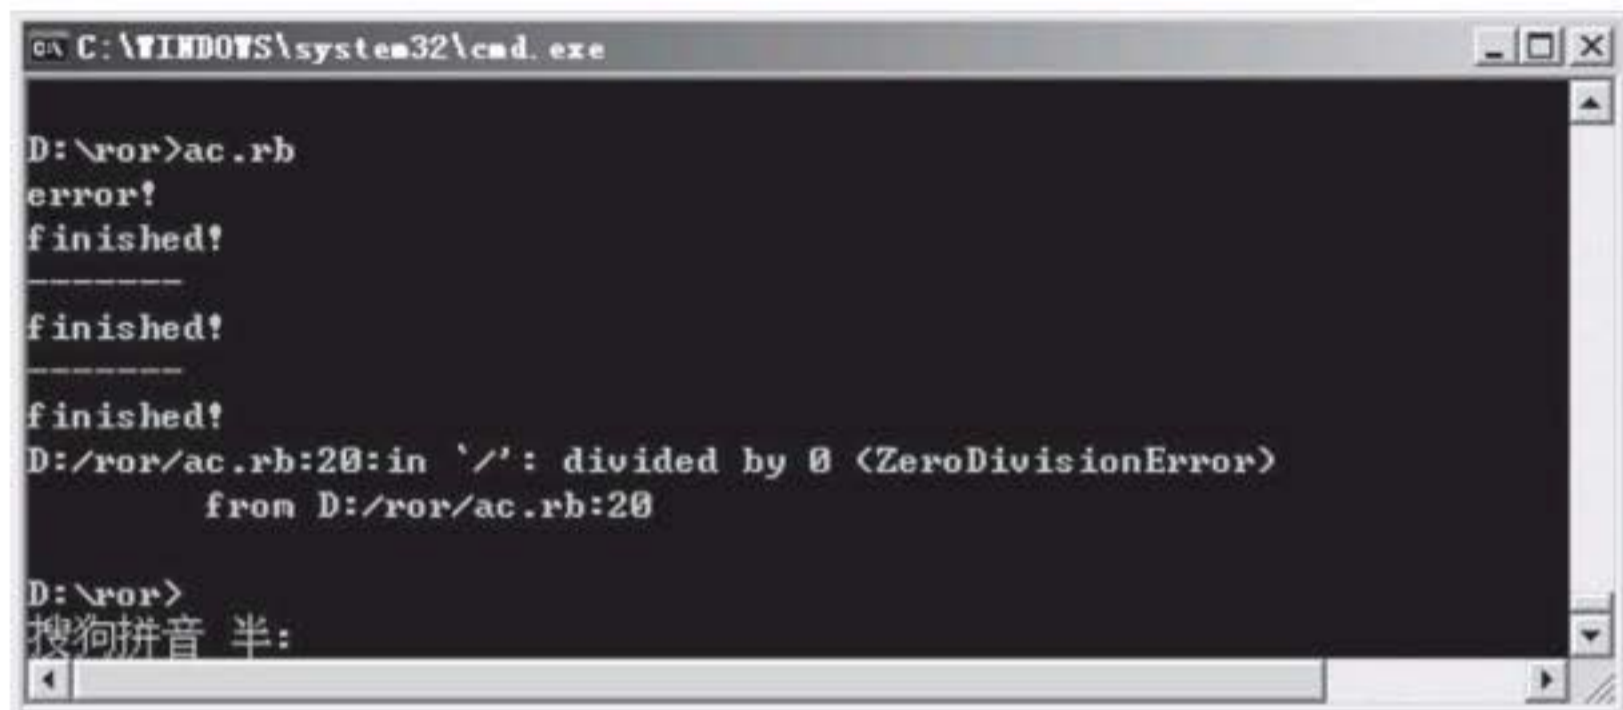 C:\WINDOWS\system32\cmd.exe
D:\ror>ac.rb
error!
finished!
-------
finished!
-------
finished!
D:/ror/ac.rb:20:in `/': divided by 0 (ZeroDivisionError)
        from D:/ror/ac.rb:20
D:\ror>
搜狗拼音 半: